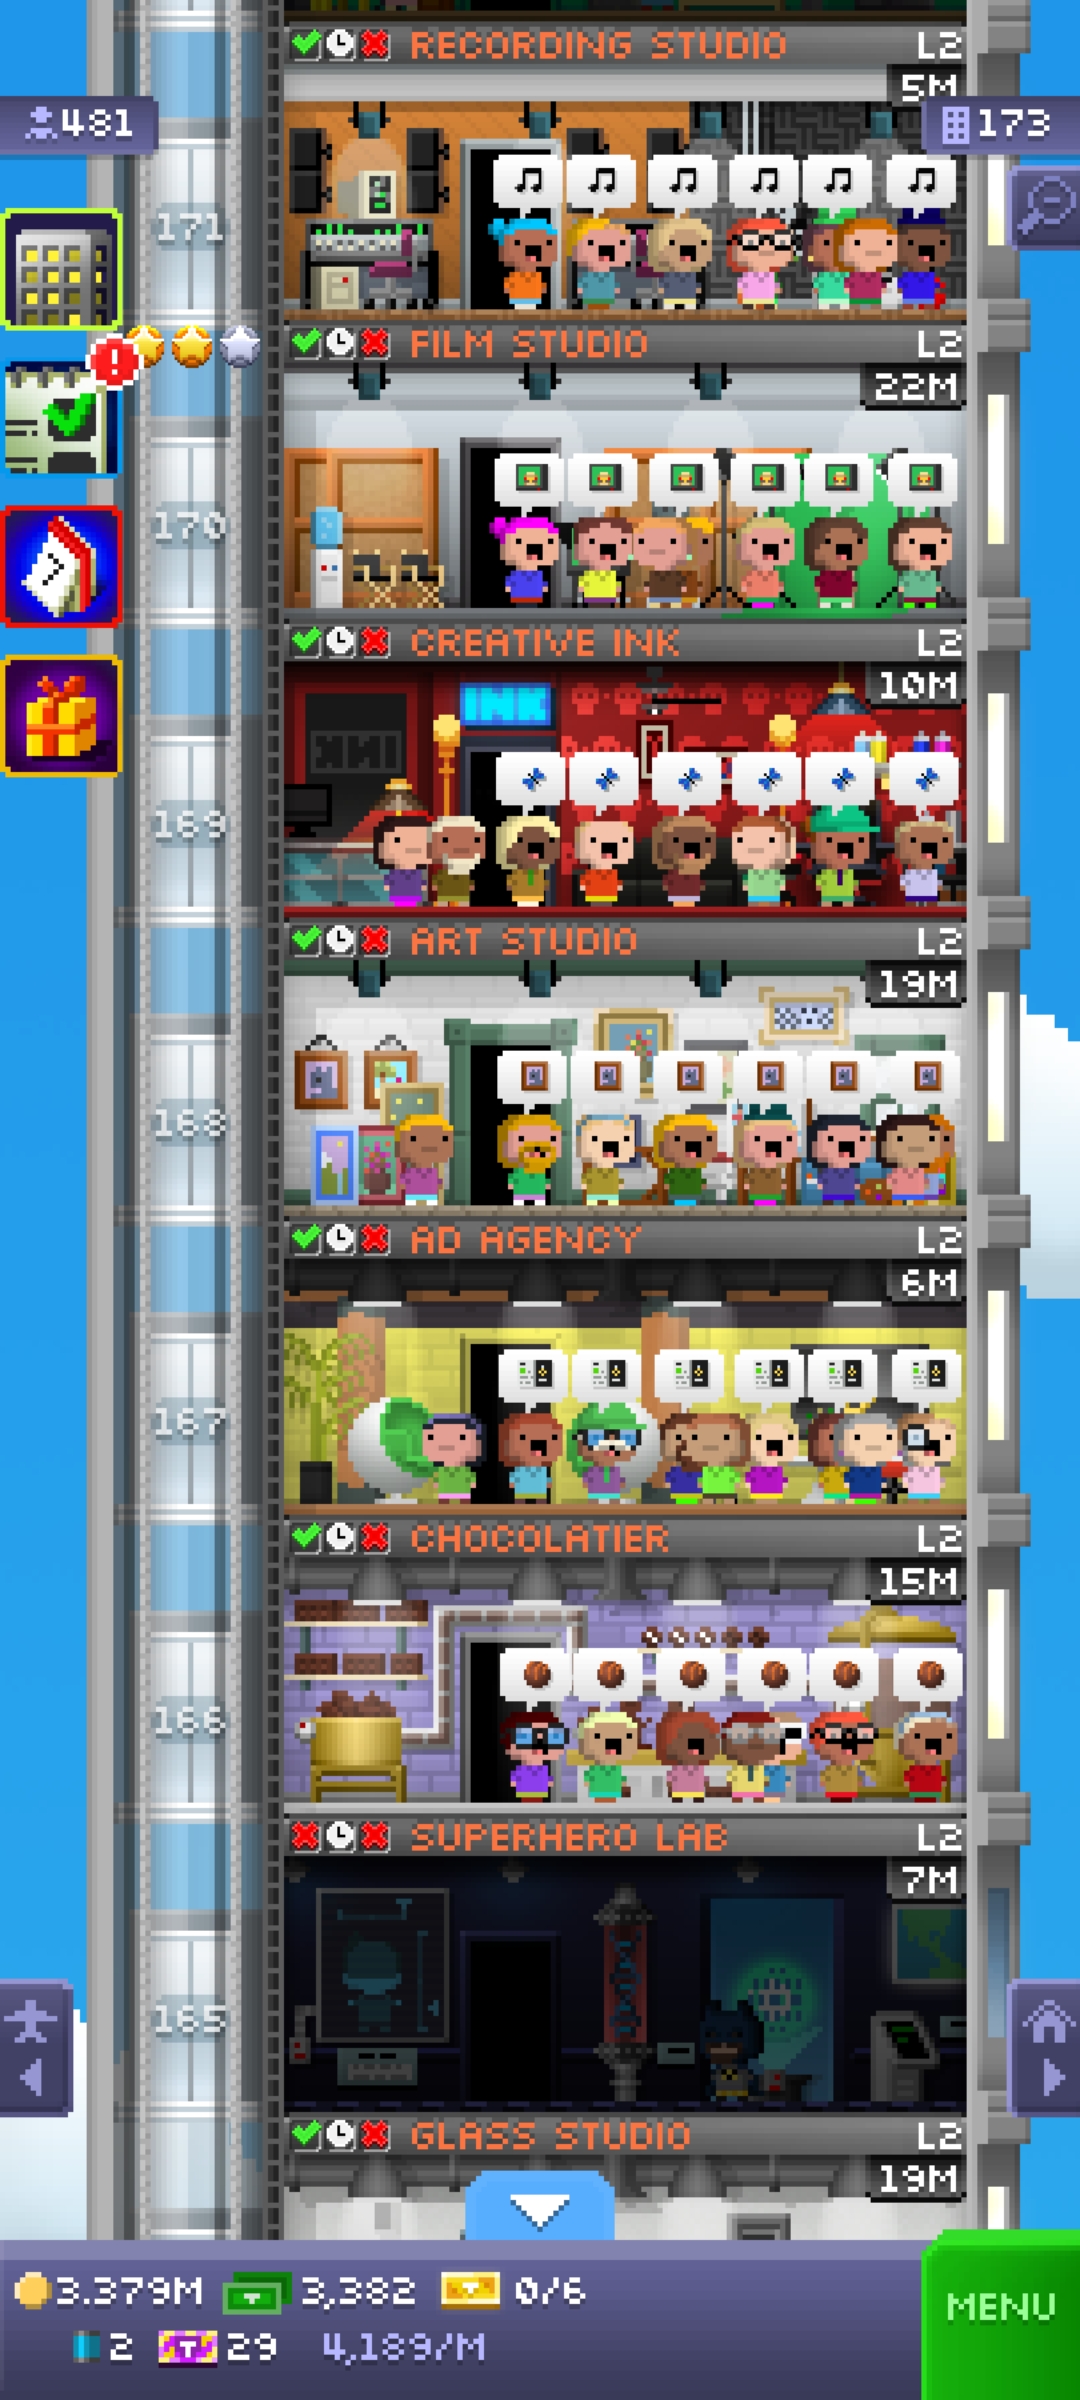 RECORDING STUDIO L2
5M
481
173
171
FILM STUDIO L2
22M
170
CREATIVE INK L2
10M
INK
169
ART STUDIO L2
19M
168
AD AGENCY L2
6M
167
CHOCOLATIER L2
15M
166
SUPERHERO LAB L2
7M
165
GLASS STUDIO L2
19M
3.379M 3,382 0/6
2 29 4,189/M
MENU